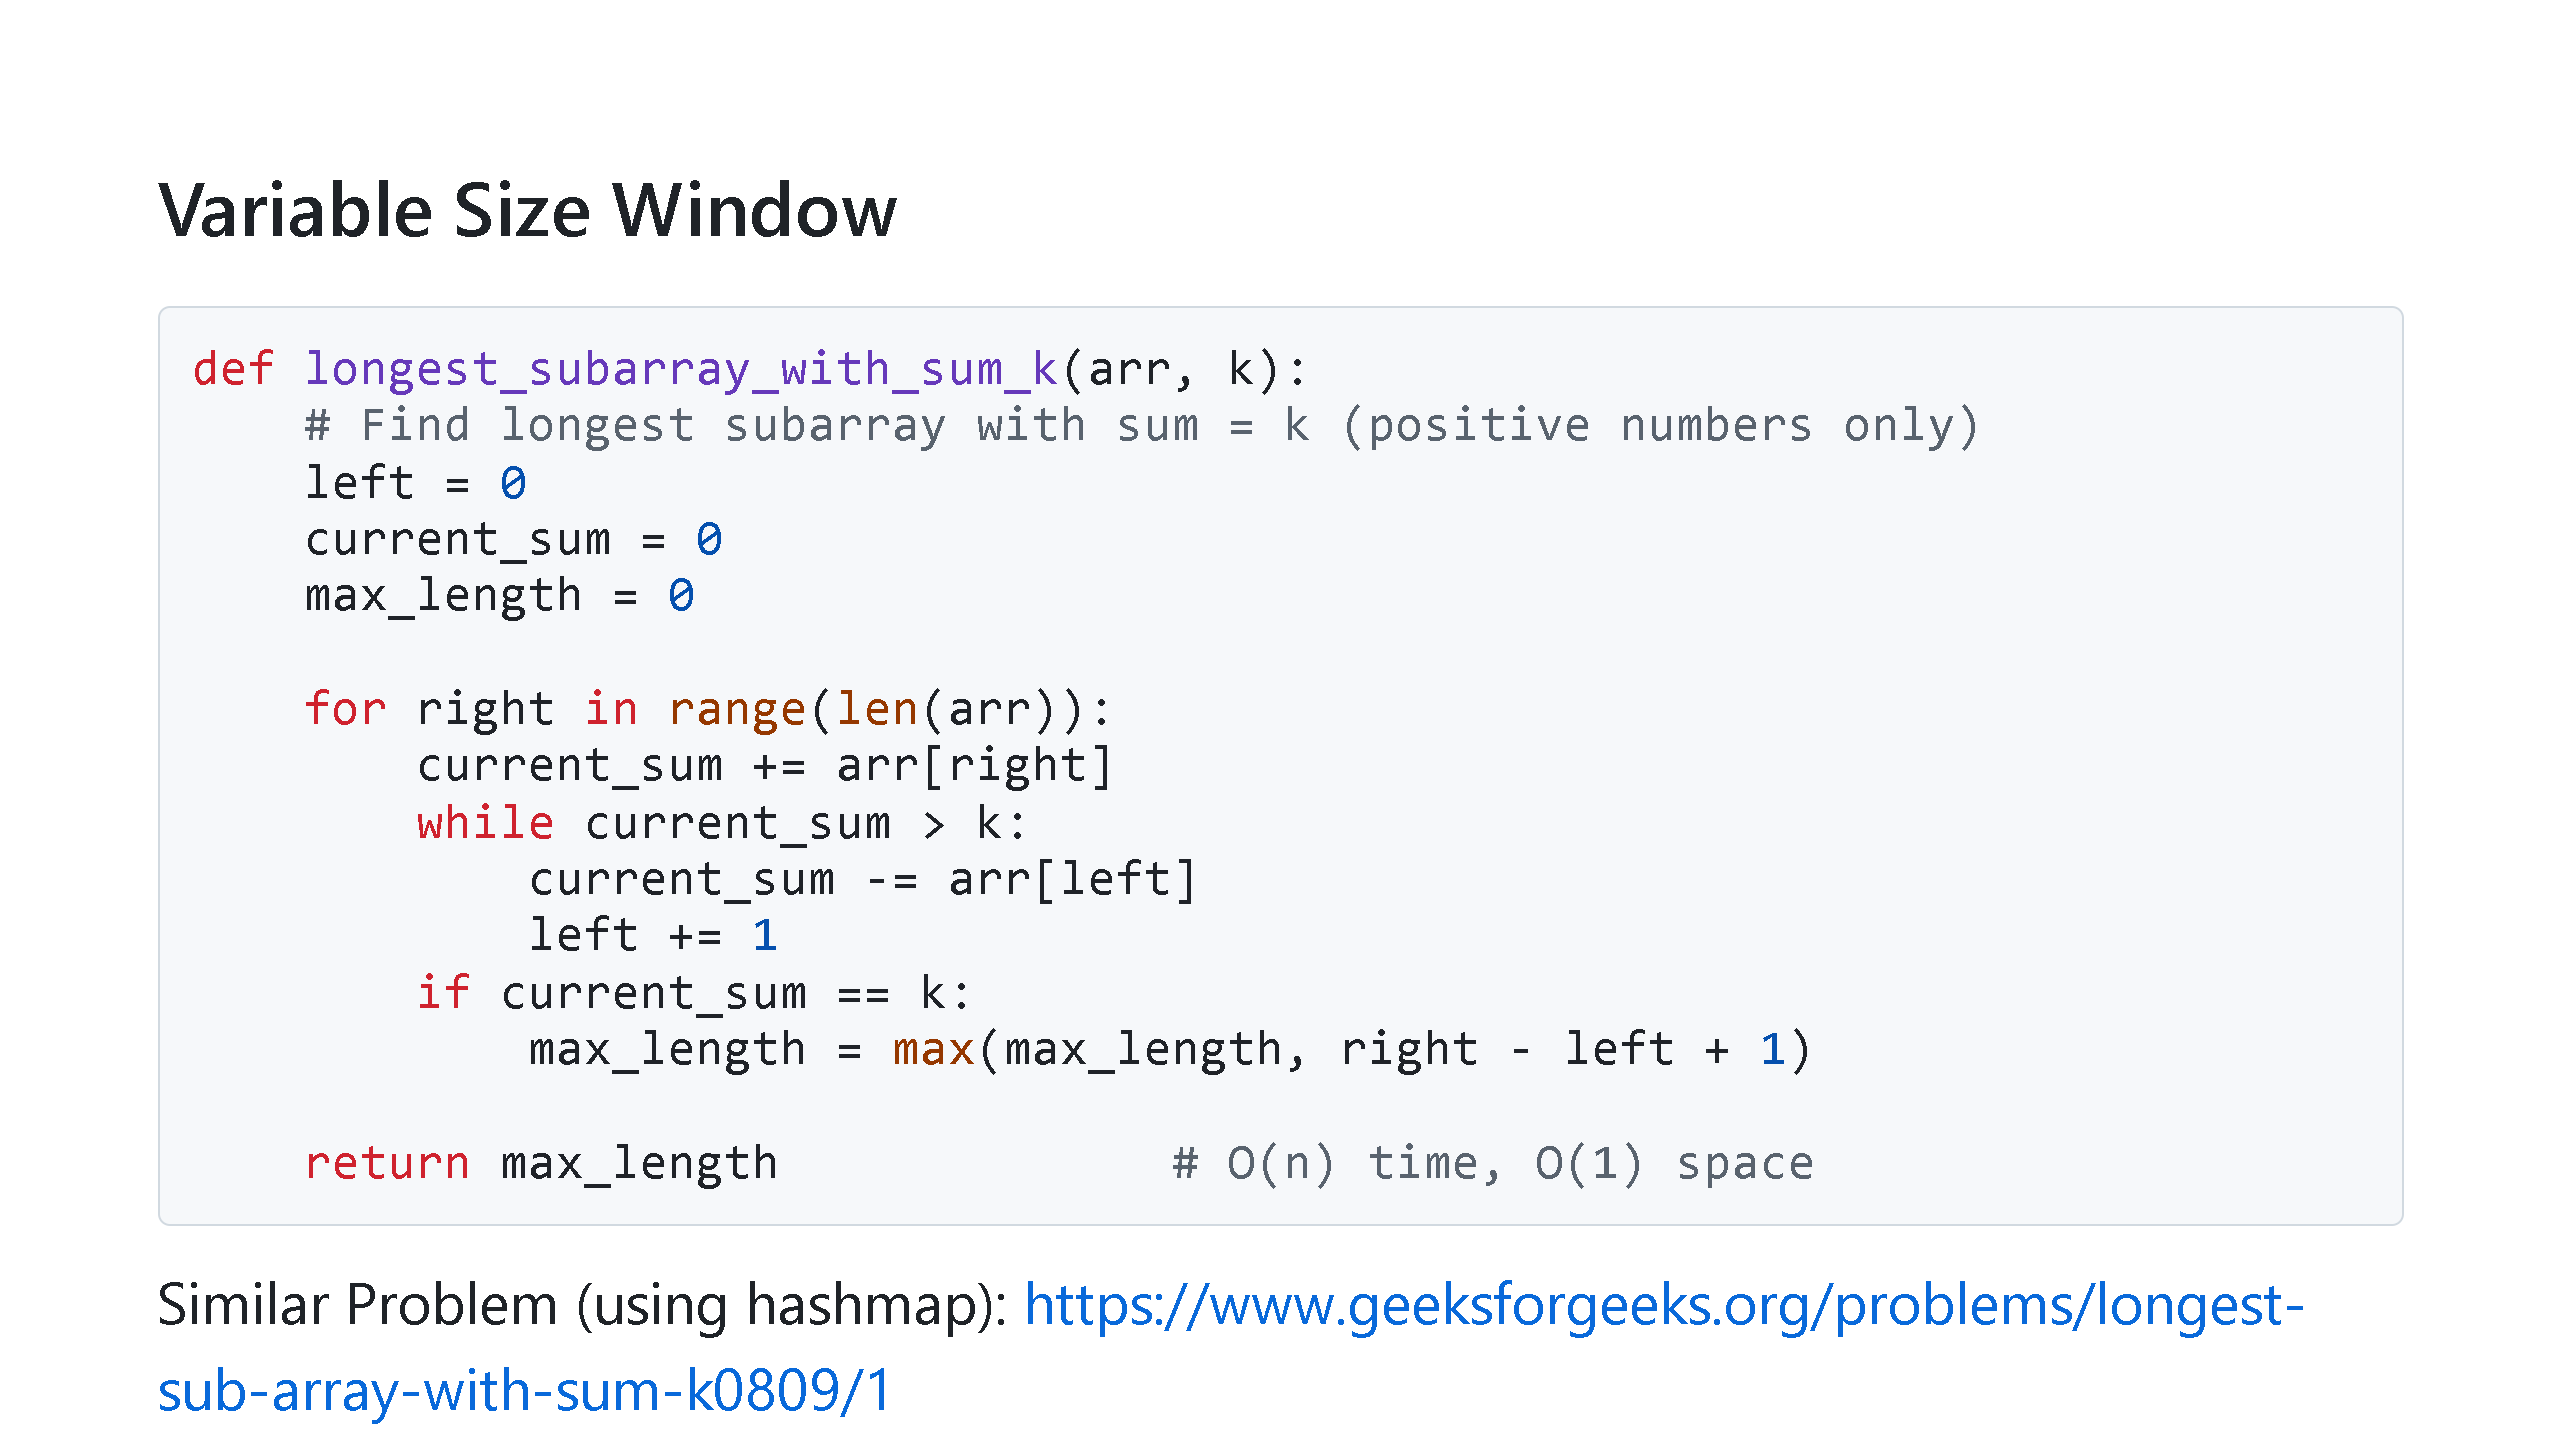 Variable Size Window
def longest_subarray_with_sum_k(arr, k):
    # Find longest subarray with sum = k (positive numbers only)
    left = 0
    current_sum = 0
    max_length = 0
    for right in range(len(arr)):
        current_sum += arr[right]
        while current_sum > k:
            current_sum -= arr[left]
            left += 1
        if current_sum == k:
            max_length = max(max_length, right - left + 1)
    return max_length              # O(n) time, O(1) space
Similar Problem (using hashmap): https://www.geeksforgeeks.org/problems/longest-
sub-array-with-sum-k0809/1